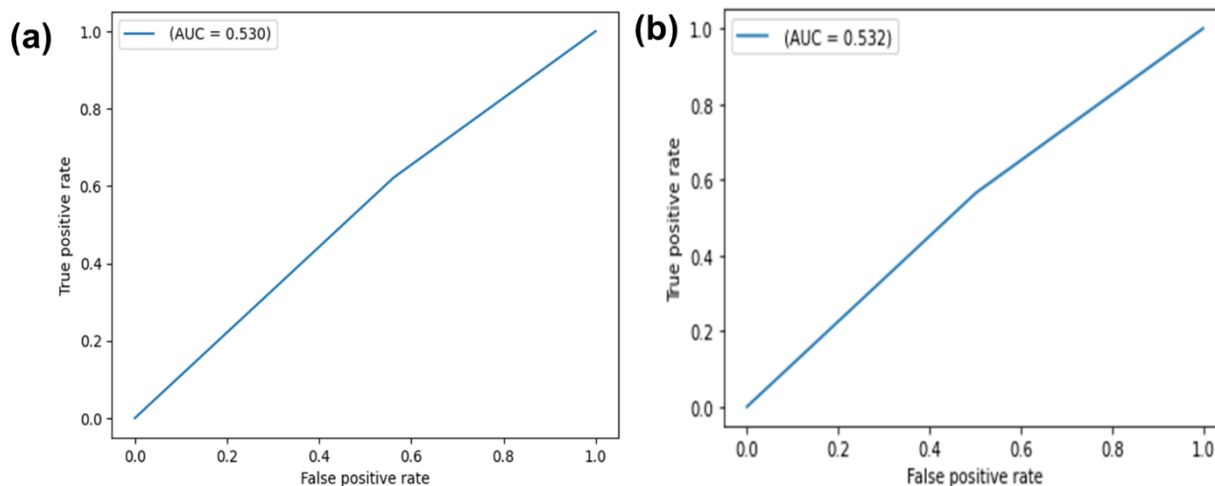 (a)
(AUC = 0.530)
1.0
0.8
0.6
0.4
0.2
0.0
True positive rate
0.0 0.2 0.4 0.6 0.8 1.0
False positive rate
(b)
(AUC = 0.532)
1.0
0.8
0.6
0.4
0.2
0.0
True positive rate
0.0 0.2 0.4 0.6 0.8 1.0
False positive rate